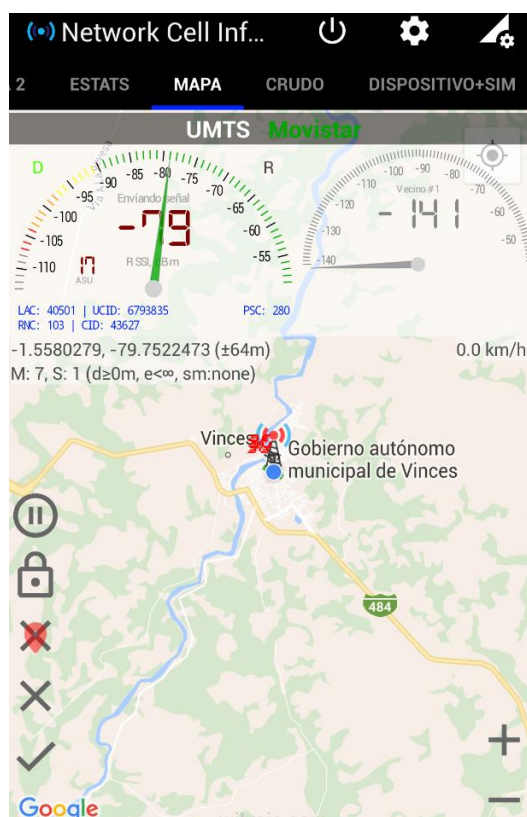 Network Cell Inf...
2 ESTATS MAPA CRUDO DISPOSITIVO+SIM
UMTS Movistar
D R
-110 -105 -100 -95 -90 -85 -80 -75 -70 -65 -60 -55
Enviando señal
-79
RSSI, dBm
17
ASU
-140 -130 -120 -110 -100 -90 -80 -70 -60 -50
Vecino #1
-141
LAC: 40501 | UCID: 6793835 PSC: 280
RNC: 103 | CID: 43627
-1.5580279, -79.7522473 (±64m) 0.0 km/h
M: 7, S: 1 (d≥0m, e<∞, sm:none)
Vinces
Gobierno autónomo
municipal de Vinces
484
Google